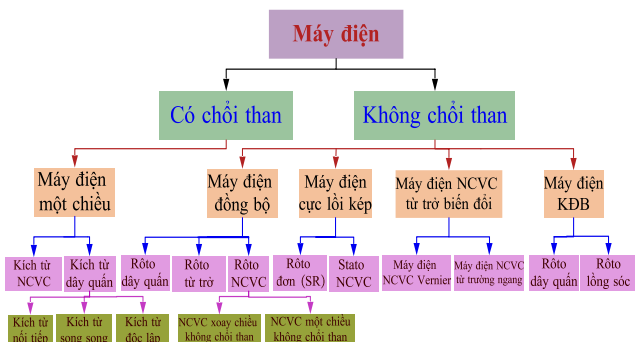 Máy điện
Có chổi than
Không chổi than
Máy điện
một chiều
Máy điện
đồng bộ
Máy điện
cực lồi kép
Máy điện NCVC
từ trở biến đổi
Máy điện
KĐB
Kích từ
NCVC
Kích từ
dây quấn
Rôto
dây quấn
Rôto
từ trở
Rôto
NCVC
Rôto
đơn (SR)
Stato
NCVC
Máy điện
NCVC Vernier
Máy điện NCVC
từ trường ngang
Rôto
dây quấn
Rôto
lồng sóc
Kích từ
nối tiếp
Kích từ
song song
Kích từ
độc lập
NCVC xoay chiều
không chổi than
NCVC một chiều
không chổi than